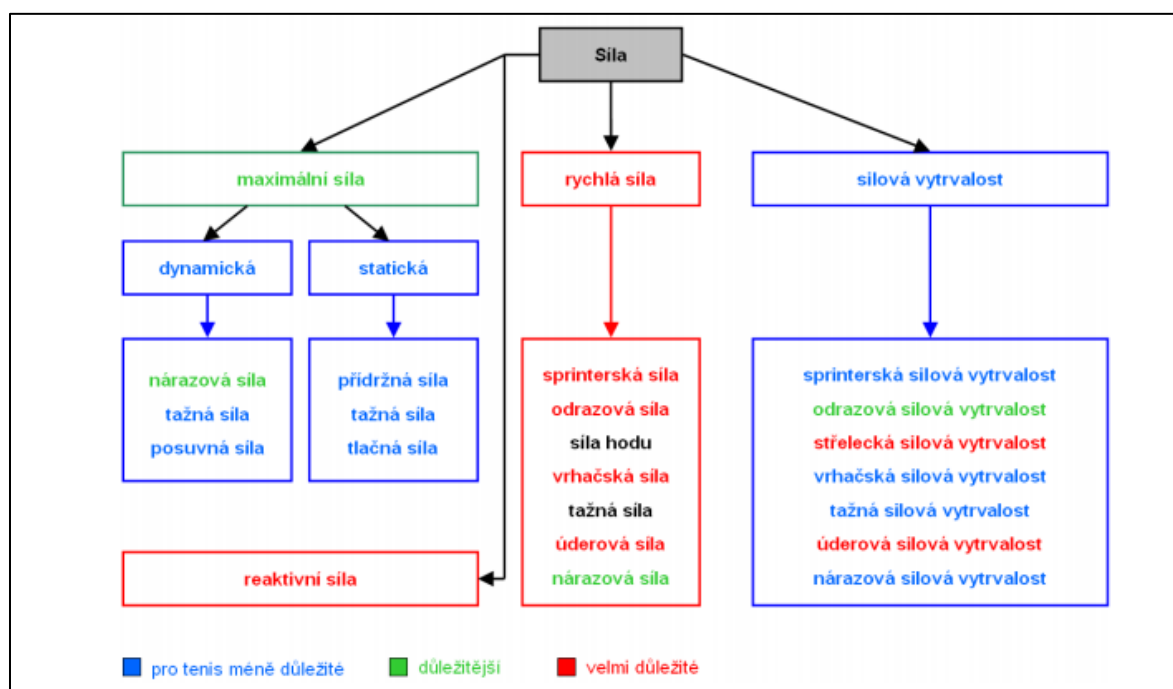 Síla
maximální síla
rychlá síla
silová vytrvalost
dynamická
statická
nárazová síla
tažná síla
posuvná síla
přídržná síla
tažná síla
tlačná síla
sprinterská síla
odrazová síla
síla hodu
vrhačská síla
tažná síla
úderová síla
nárazová síla
sprinterská silová vytrvalost
odrazová silová vytrvalost
střelecká silová vytrvalost
vrhačská silová vytrvalost
tažná silová vytrvalost
úderová silová vytrvalost
nárazová silová vytrvalost
reaktivní síla
pro tenis méně důležité
důležitější
velmi důležité